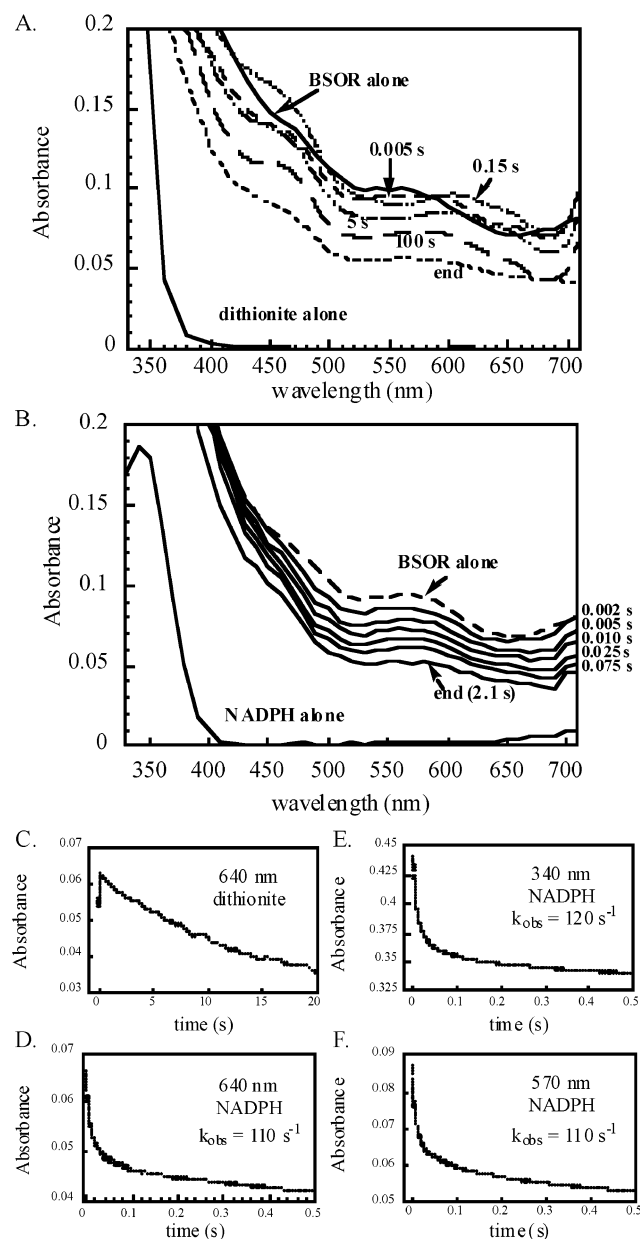 A.
0.2
0.15
0.1
0.05
0
Absorbance
BSOR alone
0.005 s
0.15 s
5 s
100 s
end
dithionite alone
350 400 450 500 550 600 650 700
wavelength (nm)
B.
0.2
0.15
0.1
0.05
0
Absorbance
BSOR alone
0.002 s
0.005 s
0.010 s
0.025 s
0.075 s
end (2.1 s)
NADPH alone
350 400 450 500 550 600 650 700
wavelength (nm)
C.
0.07
0.06
0.05
0.04
0.03
Absorbance
640 nm
dithionite
0 5 10 15 20
time (s)
E.
0.45
0.425
0.4
0.375
0.35
0.325
Absorbance
340 nm
NADPH
kobs = 120 s-1
0 0.1 0.2 0.3 0.4 0.5
time (s)
D.
0.07
0.06
0.05
0.04
Absorbance
640 nm
NADPH
kobs = 110 s-1
0 0.1 0.2 0.3 0.4 0.5
time (s)
F.
0.09
0.08
0.07
0.06
0.05
Absorbance
570 nm
NADPH
kobs = 110 s-1
0 0.1 0.2 0.3 0.4 0.5
time (s)